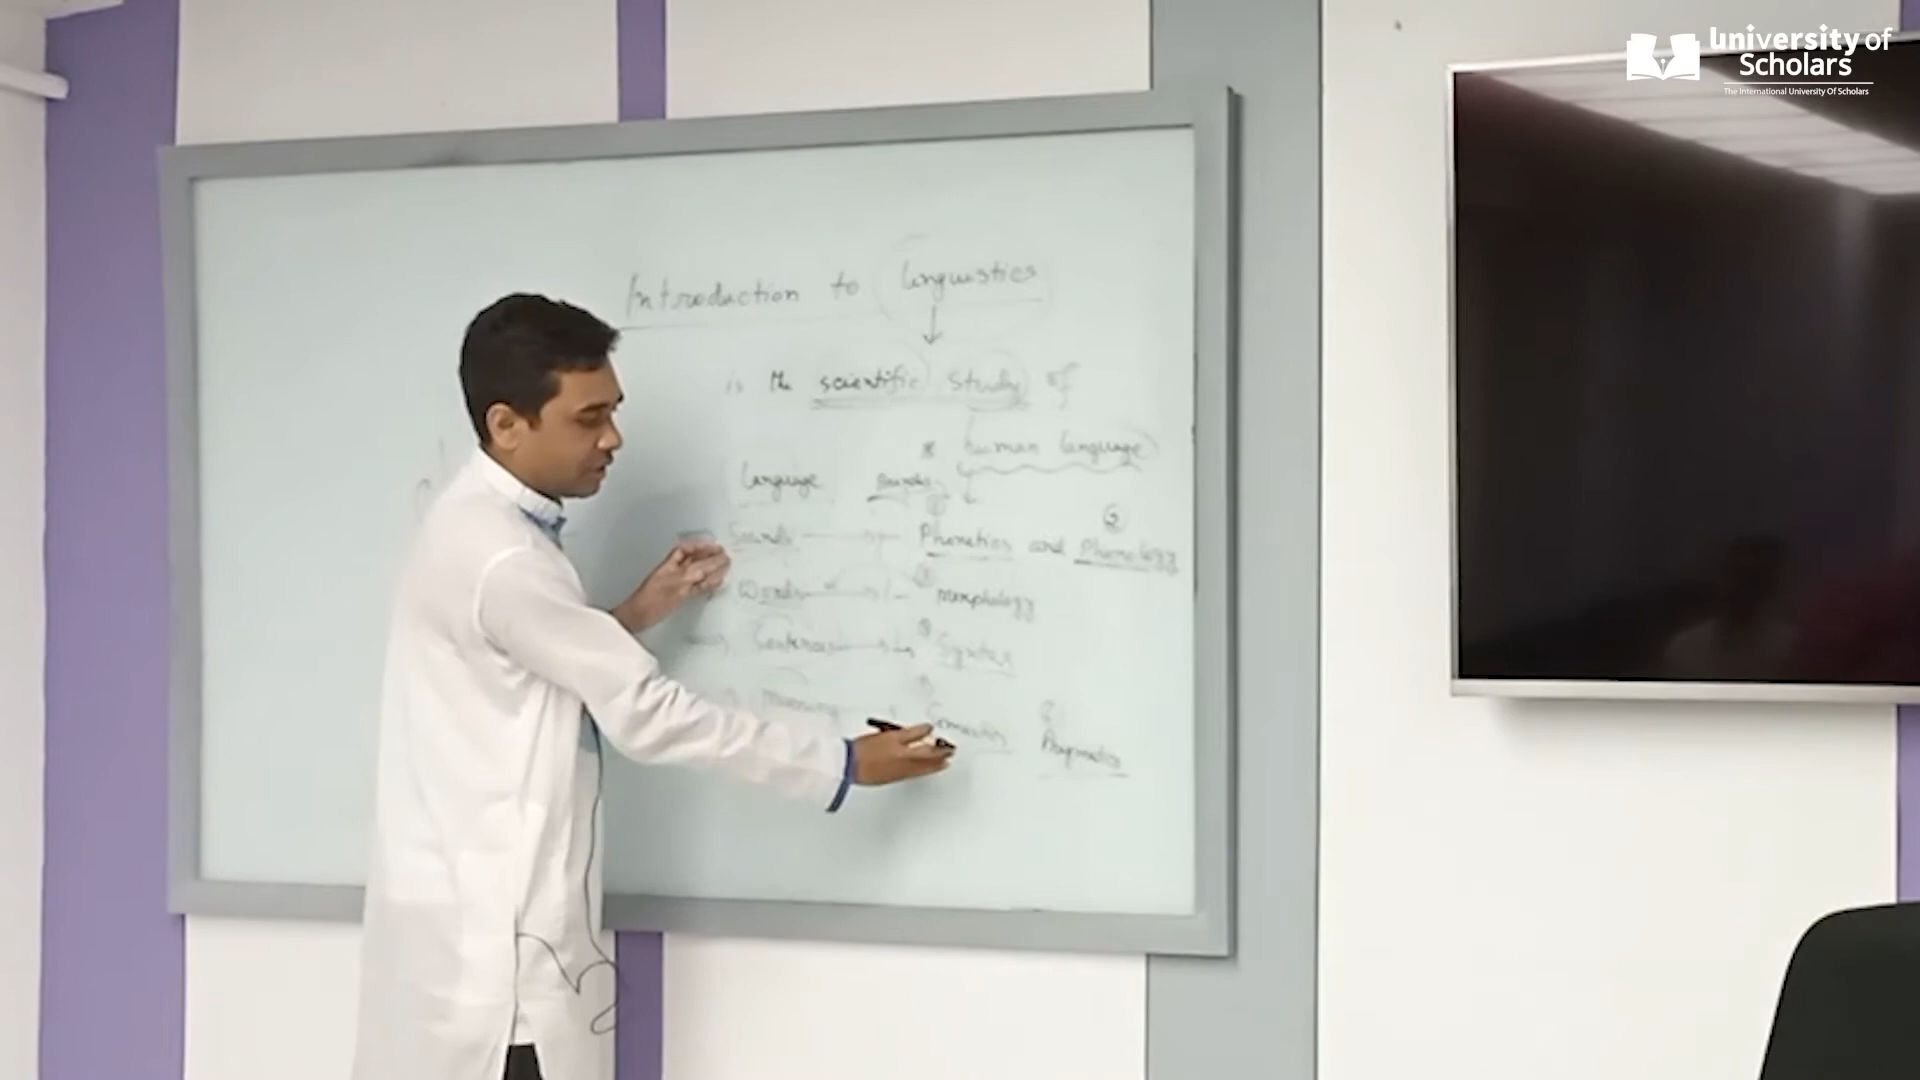 University of
Scholars
The International University Of Scholars
Introduction to Linguistics
is the scientific study of
* human language
Language
Sounds Phonetics and Phonology
Words morphology
Sentences Syntax
Meaning Semantics Pragmatics